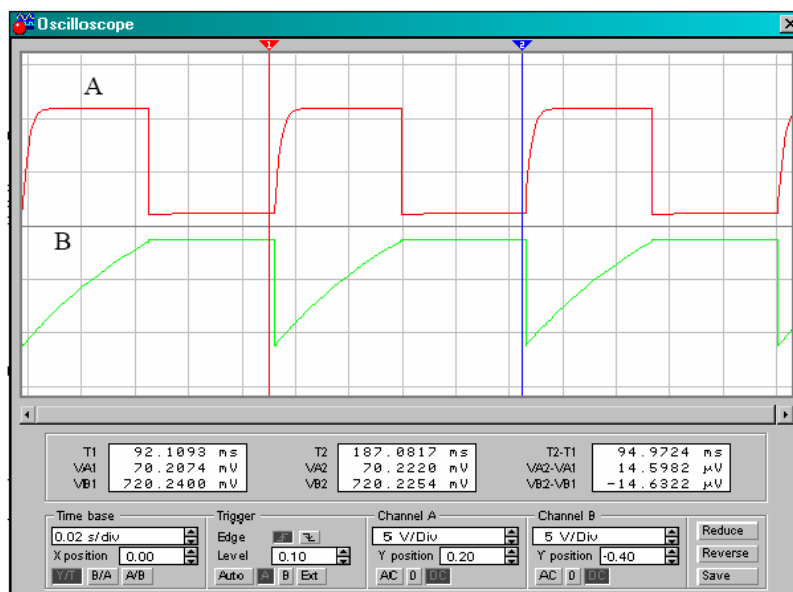 Oscilloscope
1
2
A
B
T1 92.1093 ms
VA1 70.2074 mV
VB1 720.2400 mV
T2 187.0817 ms
VA2 70.2220 mV
VB2 720.2254 mV
T2-T1 94.9724 ms
VA2-VA1 14.5982 μV
VB2-VB1 -14.6322 μV
Time base
0.02 s/div
X position 0.00
Y/T B/A A/B
Trigger
Edge
Level 0.10
Auto A B Ext
Channel A
5 V/Div
Y position 0.20
AC 0 DC
Channel B
5 V/Div
Y position -0.40
AC 0 DC
Reduce
Reverse
Save